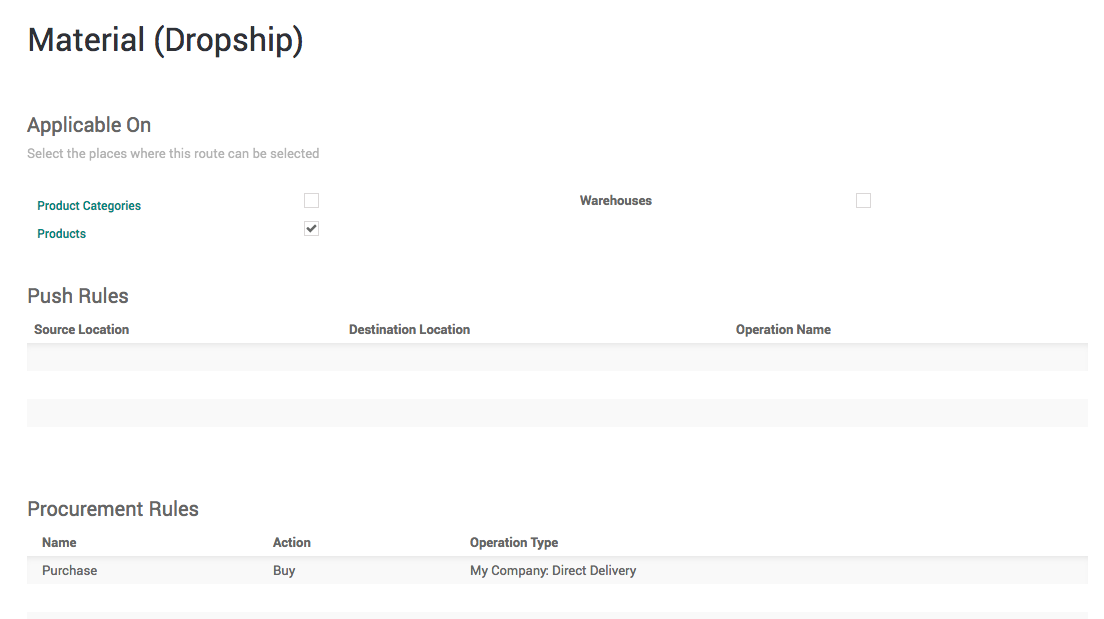 Material (Dropship)
Applicable On
Select the places where this route can be selected
Product Categories
Warehouses
Products
Push Rules
Source Location Destination Location Operation Name
Procurement Rules
Name Action Operation Type
Purchase Buy My Company: Direct Delivery